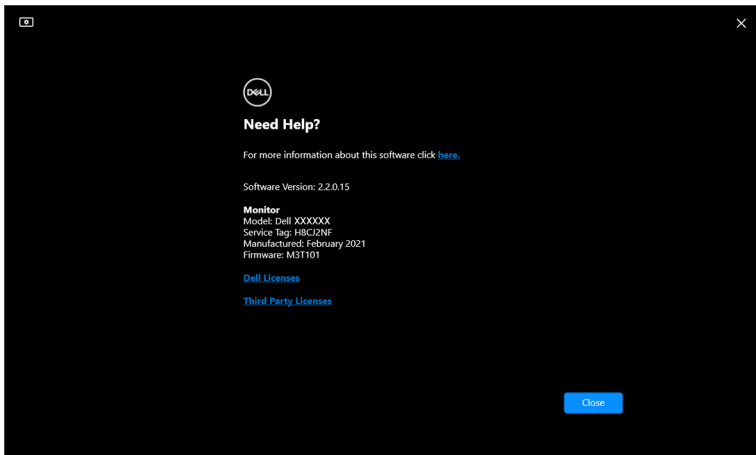 DELL
Need Help?
For more information about this software click here.
Software Version: 2.2.0.15
Monitor
Model: Dell XXXXXX
Service Tag: H8CJ2NF
Manufactured: February 2021
Firmware: M3T101
Dell Licenses
Third Party Licenses
Close